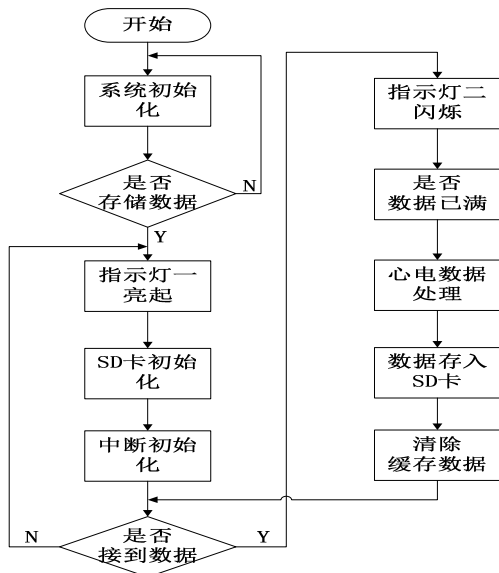 开始
系统初始
化
是否
存储数据
N
Y
指示灯一
亮起
SD卡初始
化
中断初始
化
N
是否
接到数据
Y
指示灯二
闪烁
是否
数据已满
心电数据
处理
数据存入
SD卡
清除
缓存数据